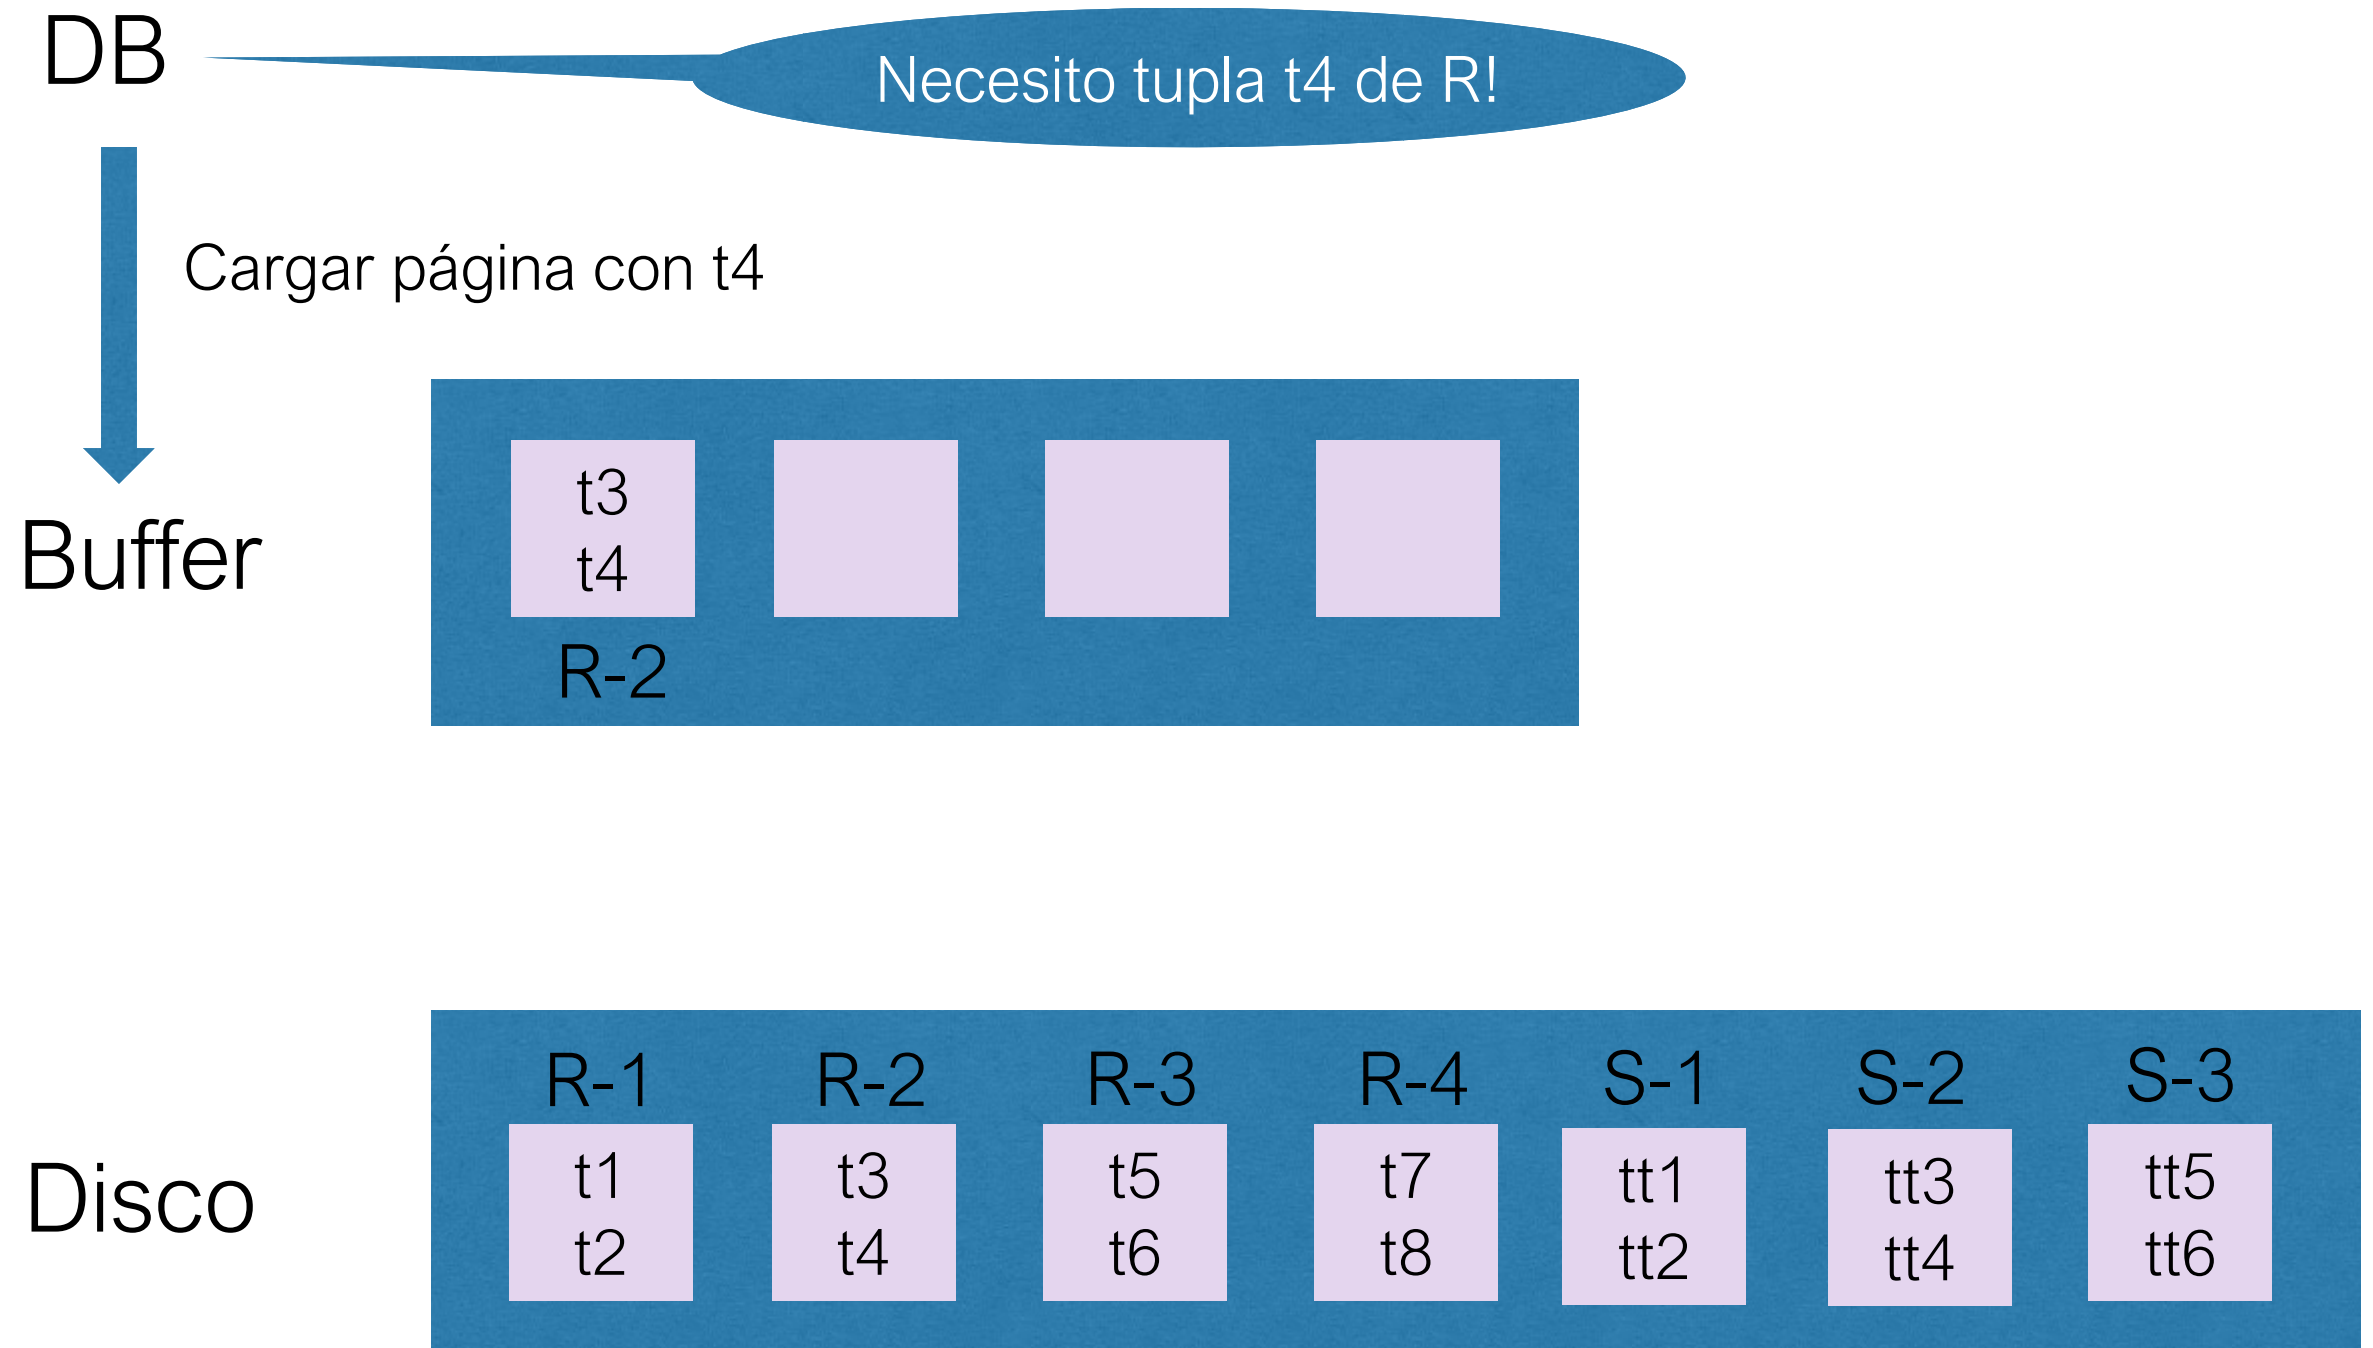 DB
Necesito tupla t4 de R!
Cargar página con t4
Buffer
t3
t4
R-2
Disco
R-1
t1
t2
R-2
t3
t4
R-3
t5
t6
R-4
t7
t8
S-1
tt1
tt2
S-2
tt3
tt4
S-3
tt5
tt6